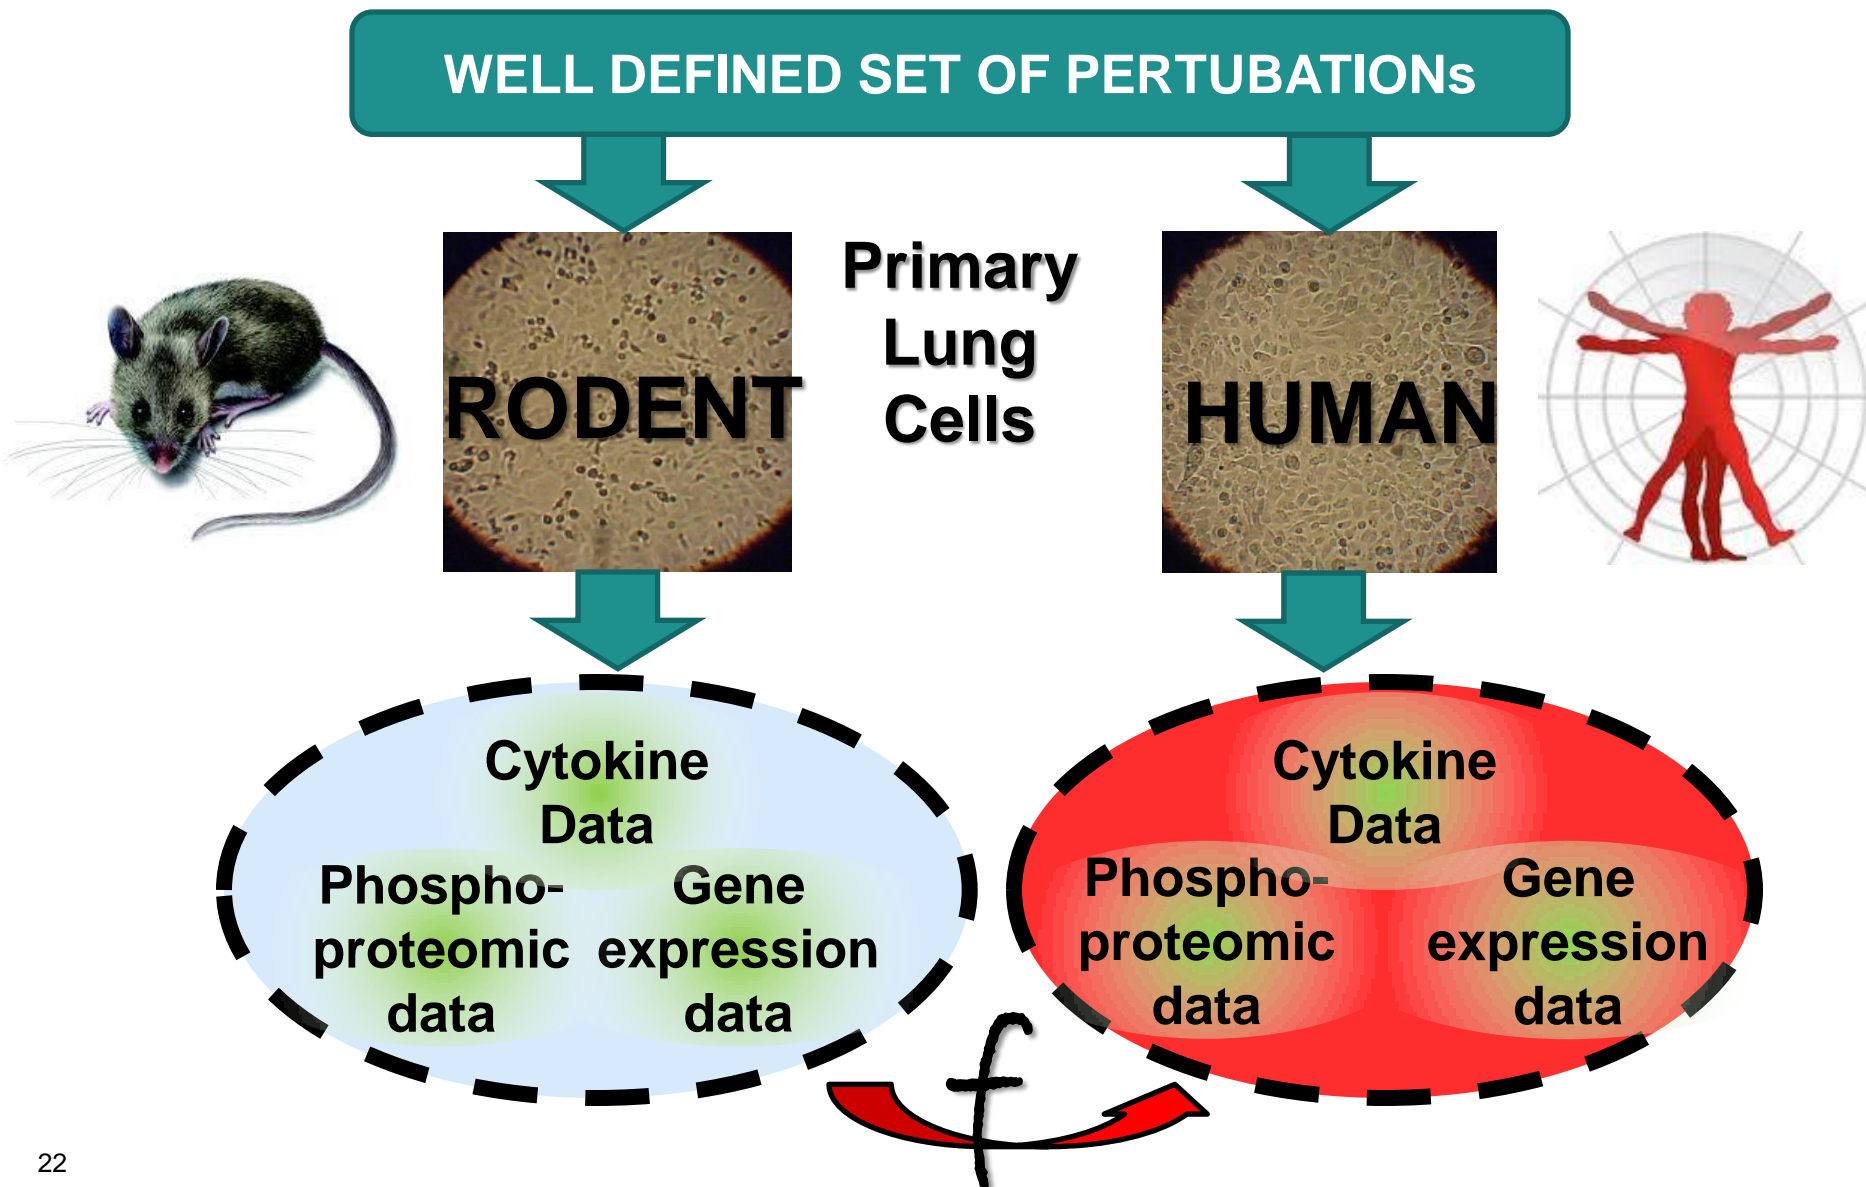 WELL DEFINED SET OF PERTUBATIONs
Primary
Lung
Cells
RODENT
HUMAN
Cytokine
Data
Phospho-
proteomic
data
Gene
expression
data
Cytokine
Data
Phospho-
proteomic
data
Gene
expression
data
f
22